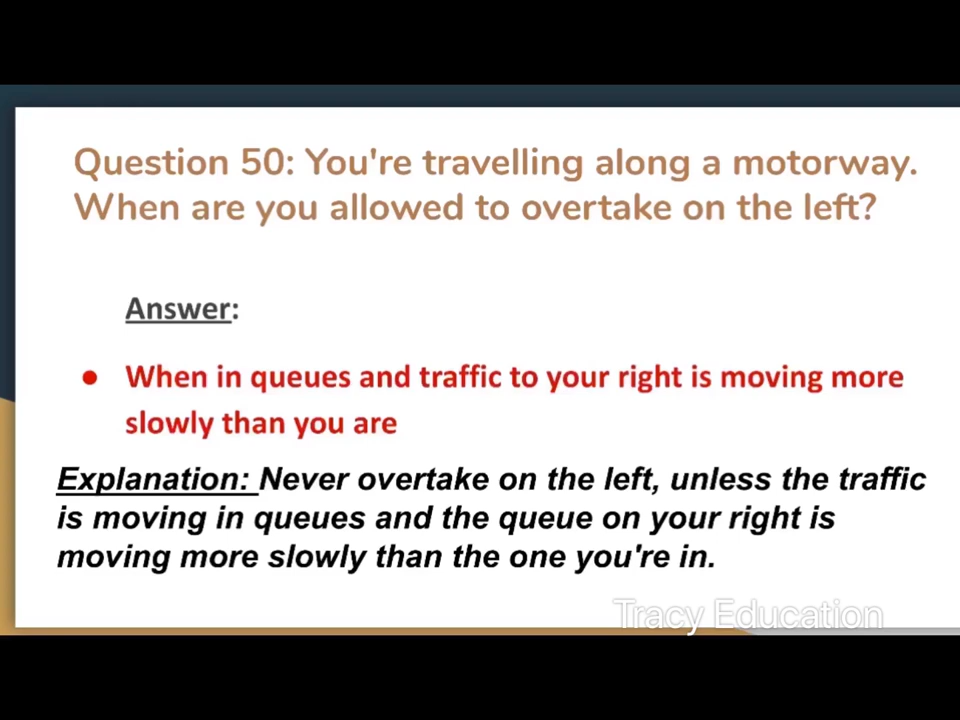 Question 50: You're travelling along a motorway.
When are you allowed to overtake on the left?
Answer:
● When in queues and traffic to your right is moving more
slowly than you are
Explanation: Never overtake on the left, unless the traffic
is moving in queues and the queue on your right is
moving more slowly than the one you're in.
Tracy Education